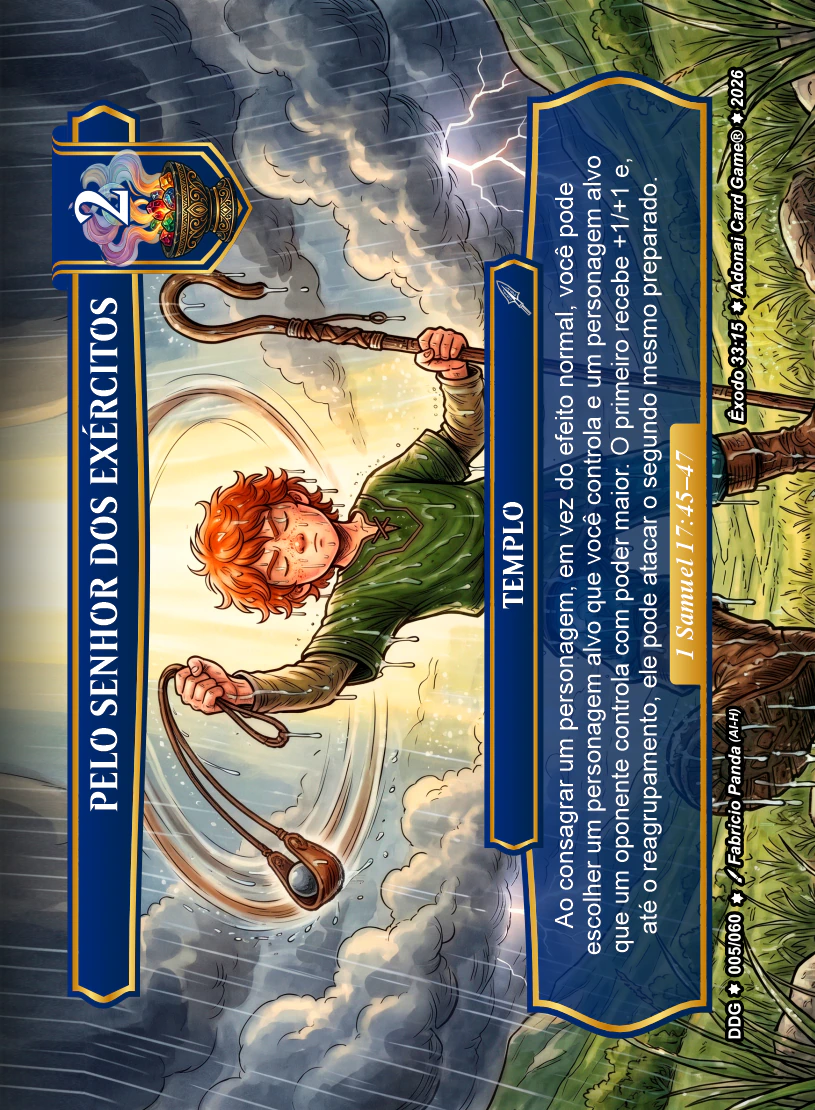 PELO SENHOR DOS EXÉRCITOS
2
TEMPLO
Ao consagrar um personagem, em vez do efeito normal, você pode
escolher um personagem alvo que você controla e um personagem alvo
que um oponente controla com poder maior. O primeiro recebe +1/+1 e,
até o reagrupamento, ele pode atacar o segundo mesmo preparado.
1 Samuel 17:45–47
DDG ★ 005/060 ★ Fabricio Panda (AI-H)
Êxodo 33:15 ★ Adonai Card Game® ★ 2026